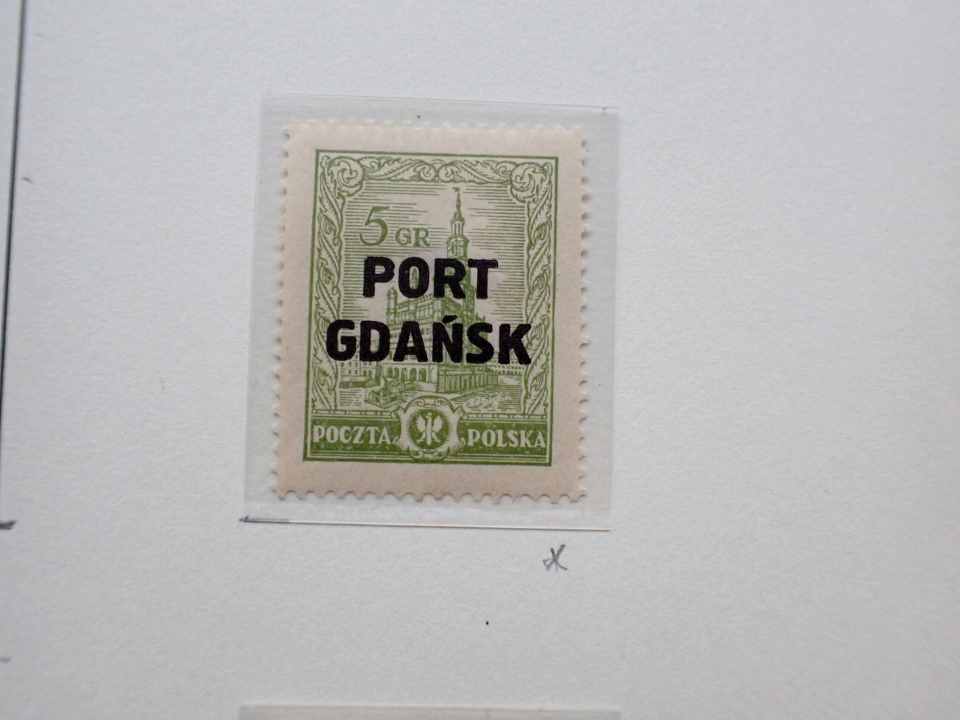 5 GR
PORT
GDAŃSK
POCZTA POLSKA